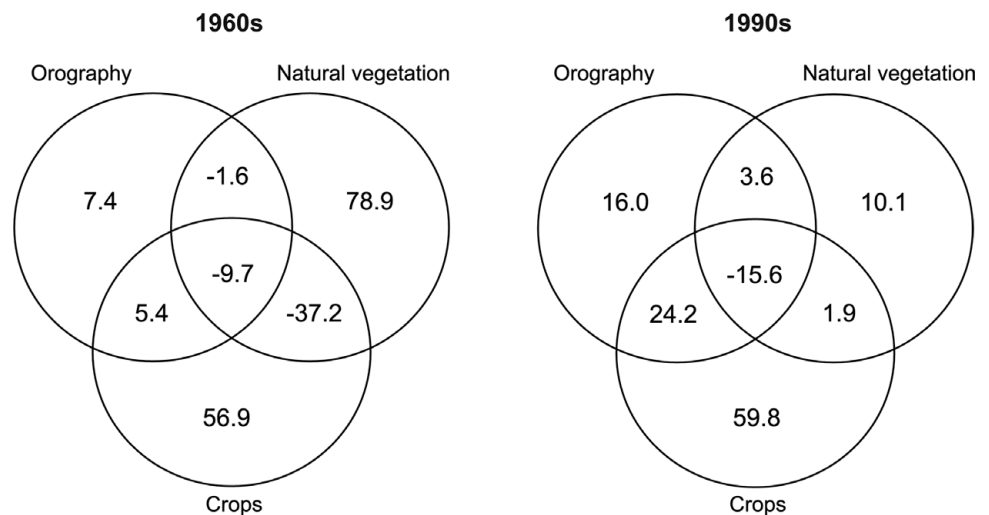 1960s
Orography
Natural vegetation
-1.6
7.4
78.9
-9.7
5.4
-37.2
56.9
Crops
1990s
Orography
Natural vegetation
3.6
16.0
10.1
-15.6
24.2
1.9
59.8
Crops